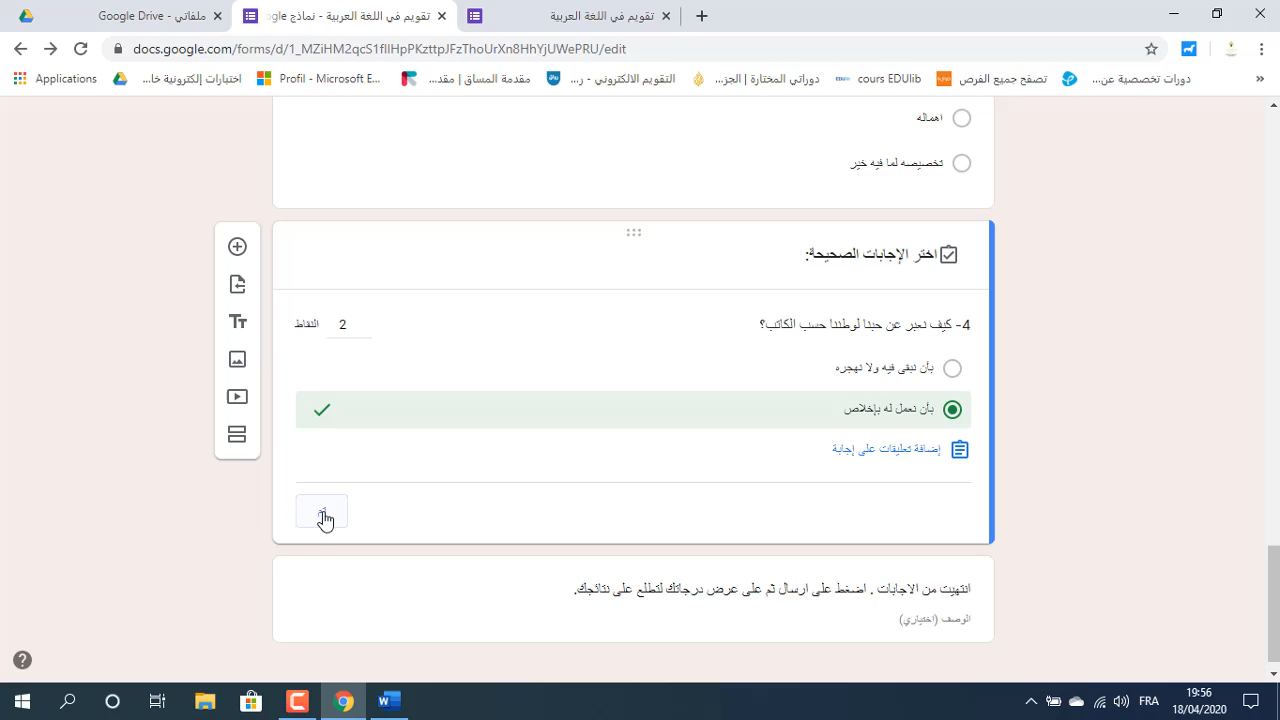 ملفاتي - Google Drive
تقويم في اللغة العربية - نماذج gle
تقويم في اللغة العربية
docs.google.com/forms/d/1_MZiHM2qcS1fIlHpPKzttpJFzThoUrXn8HhYjUWePRU/edit
Applications
اختبارات إلكترونية خا...
Profil - Microsoft E...
مقدمة المساق | مقد...
التقويم الالكتروني - ر...
دوراتي المختارة | الجز...
cours EDUlib
تصفح جميع الفرص
دورات تخصصية عن...
»
اهماله
تخصيصه لما فيه خير
اختر الإجابات الصحيحة:
4- كيف نعبر عن حبنا لوطننا حسب الكاتب؟
2 النقاط
بأن نبقى فيه ولا نهجره
بأن نعمل له بإخلاص
إضافة تعليقات على إجابة
انتهيت من الاجابات . اضغط على ارسال ثم على عرض درجاتك لتطلع على نتائجك.
الوصف (اختياري)
FRA
19:56
18/04/2020